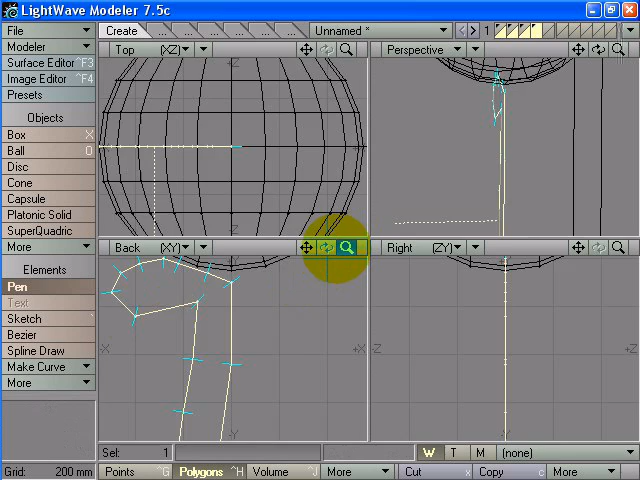 LightWave Modeler 7.5c
File Create ... ... ... ... ... Unnamed * 1
Modeler Top (XZ) Perspective
Surface Editor ^F3
Image Editor ^F4
Presets
Objects
Box X
Ball O
Disc
Cone
Capsule
Platonic Solid
SuperQuadric
More Back (XY) Right (ZY)
Elements
Pen
Text
Sketch `
Bezier
Spline Draw
Make Curve
More
Z
Z
X
X
Y
Z
Z
Y
Sel: 1 W T M (none)
Grid: 200 mm Points ^G Polygons ^H Volume ^J More Cut x Copy c More